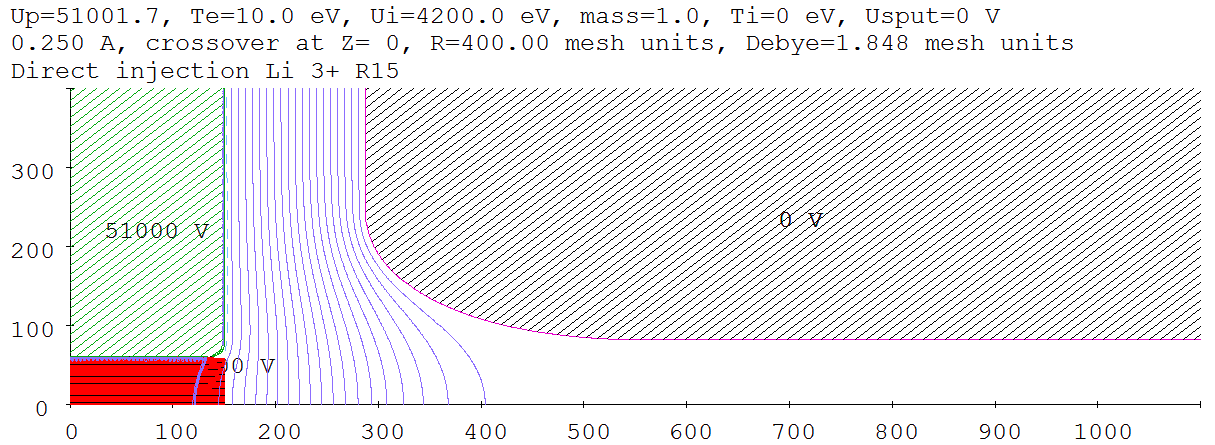 Up=51001.7, Te=10.0 eV, Ui=4200.0 eV, mass=1.0, Ti=0 eV, Usput=0 V
0.250 A, crossover at Z= 0, R=400.00 mesh units, Debye=1.848 mesh units
Direct injection Li 3+ R15
300
51000 V
0 V
200
100
0 V
0
0 100 200 300 400 500 600 700 800 900 1000